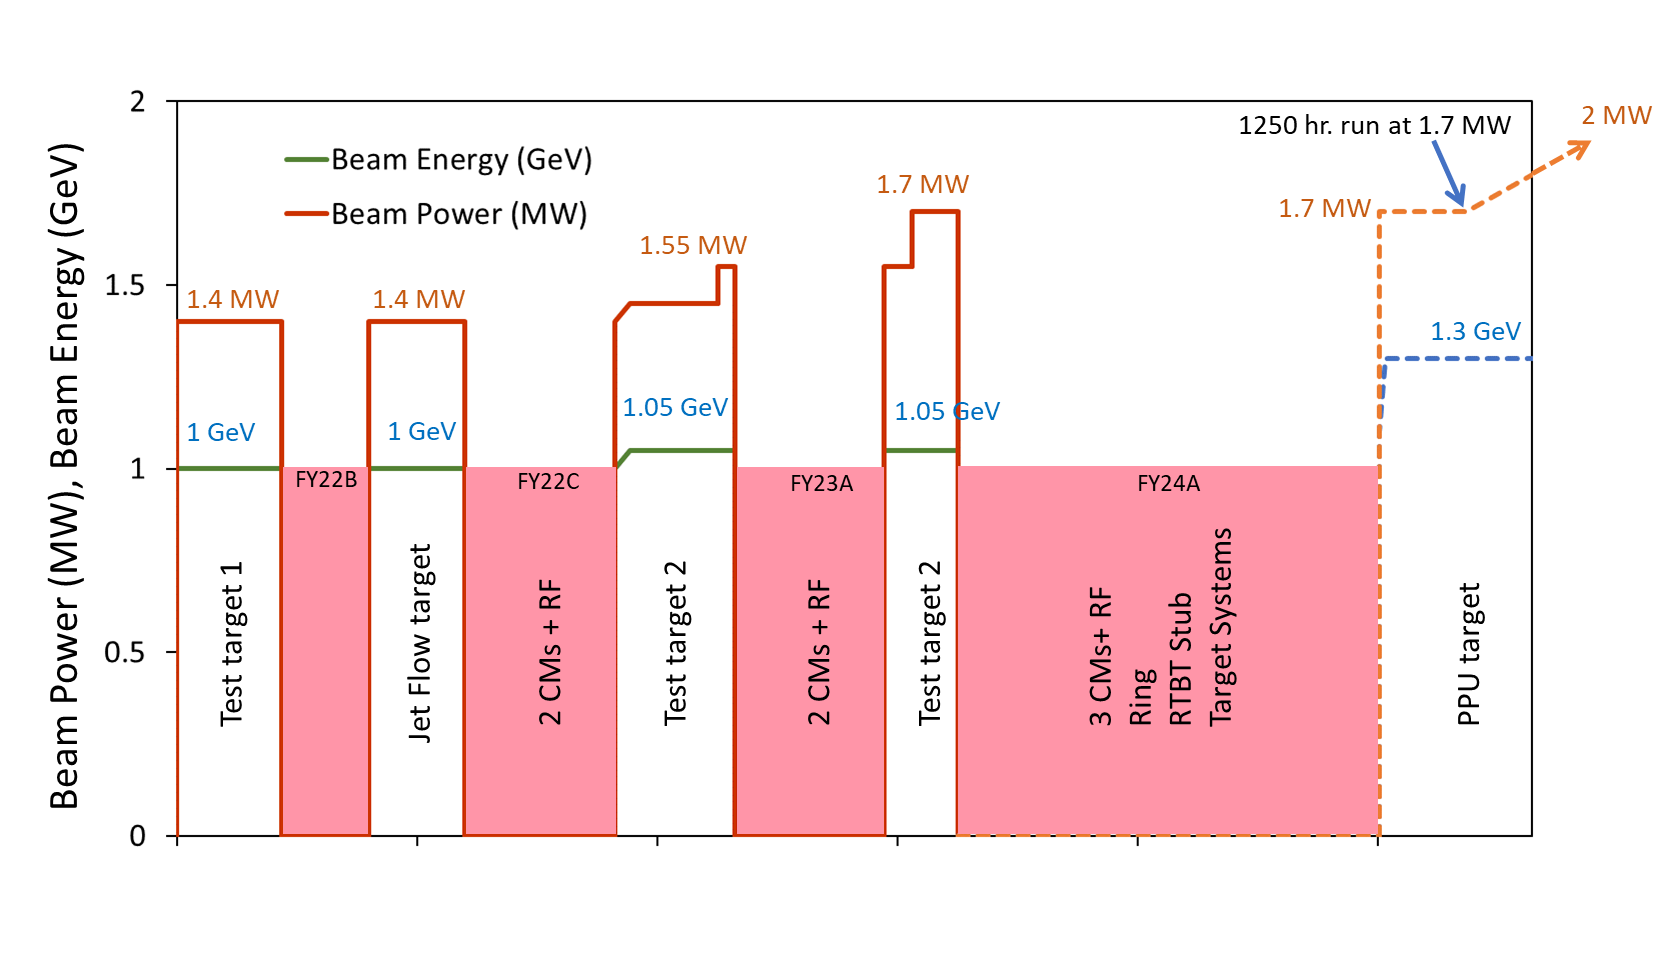 Beam Power (MW), Beam Energy (GeV)
2
1.5
1
0.5
0
Beam Energy (GeV)
Beam Power (MW)
1250 hr. run at 1.7 MW
2 MW
1.4 MW
1.4 MW
1.55 MW
1.7 MW
1.7 MW
1 GeV
1 GeV
1.05 GeV
1.05 GeV
1.3 GeV
FY22B
FY22C
FY23A
FY24A
Test target 1
Jet Flow target
2 CMs + RF
Test target 2
2 CMs + RF
Test target 2
3 CMs+ RF
Ring
RTBT Stub
Target Systems
PPU target